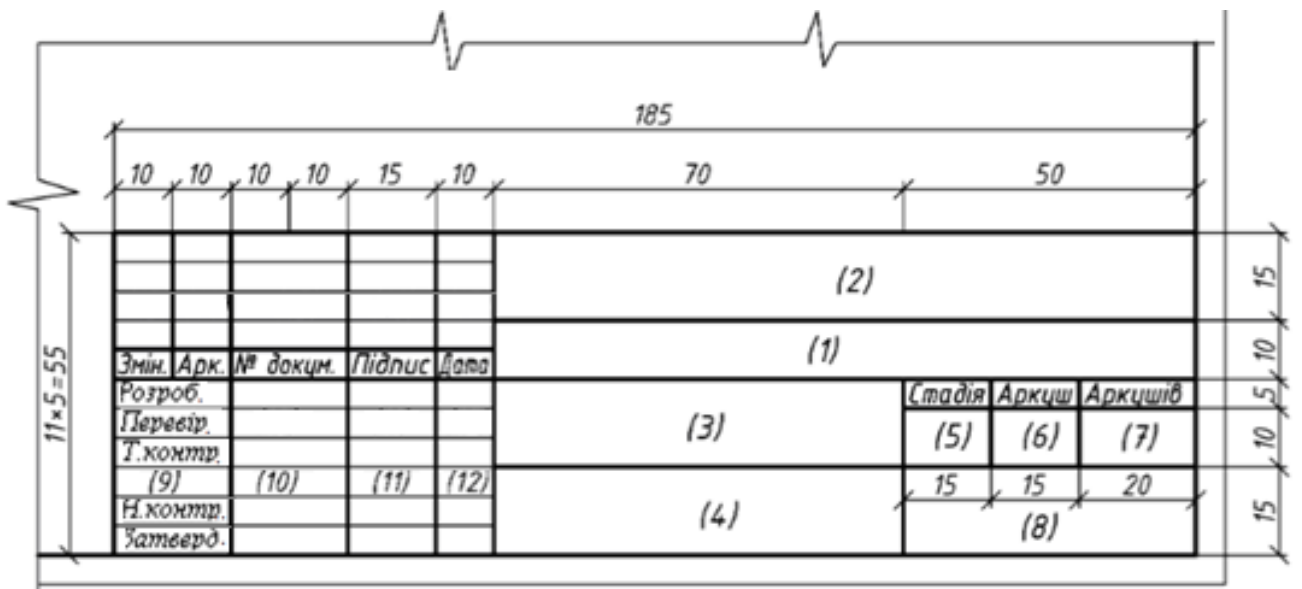 185
10 10 10 10 15 10 70 50
(2) 15
(1) 10
Змін. Арк. № докум. Підпис Дата
11×5=55
Розроб. Стадія Аркуш Аркушів 5
Перевір. (3) (5) (6) (7) 10
Т.контр.
(9) (10) (11) (12) 15 15 20
Н.контр. (4) (8) 15
Затверд.